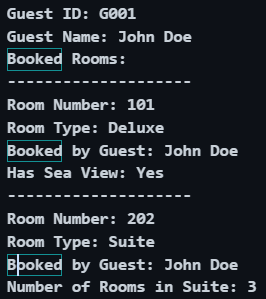 Guest ID: G001
Guest Name: John Doe
Booked Rooms:
--------------------
Room Number: 101
Room Type: Deluxe
Booked by Guest: John Doe
Has Sea View: Yes
--------------------
Room Number: 202
Room Type: Suite
Booked by Guest: John Doe
Number of Rooms in Suite: 3